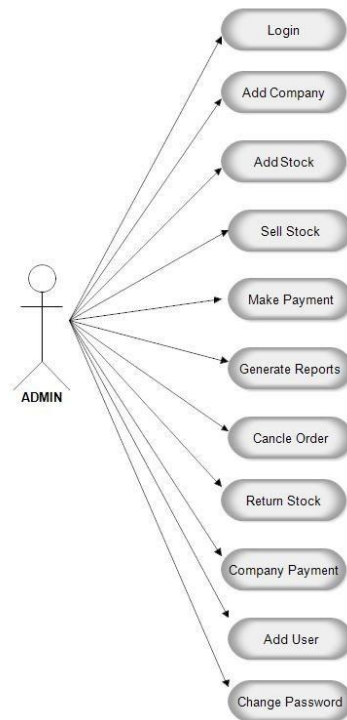 Login
Add Company
Add Stock
Sell Stock
Make Payment
Generate Reports
ADMIN
Cancle Order
Return Stock
Company Payment
Add User
Change Password